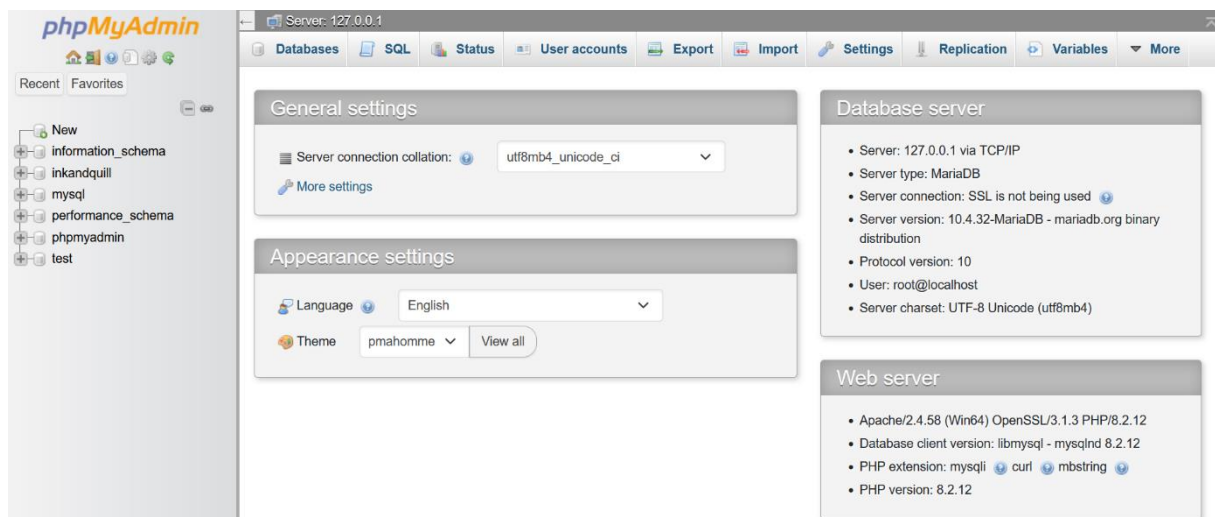 phpMyAdmin
Recent Favorites
New
information_schema
inkandquill
mysql
performance_schema
phpmyadmin
test
Server: 127.0.0.1
Databases SQL Status User accounts Export Import Settings Replication Variables More
General settings
Server connection collation: utf8mb4_unicode_ci
More settings
Appearance settings
Language English
Theme pmahomme View all
Database server
• Server: 127.0.0.1 via TCP/IP
• Server type: MariaDB
• Server connection: SSL is not being used
• Server version: 10.4.32-MariaDB - mariadb.org binary
distribution
• Protocol version: 10
• User: root@localhost
• Server charset: UTF-8 Unicode (utf8mb4)
Web server
• Apache/2.4.58 (Win64) OpenSSL/3.1.3 PHP/8.2.12
• Database client version: libmysql - mysqlnd 8.2.12
• PHP extension: mysqli curl mbstring
• PHP version: 8.2.12